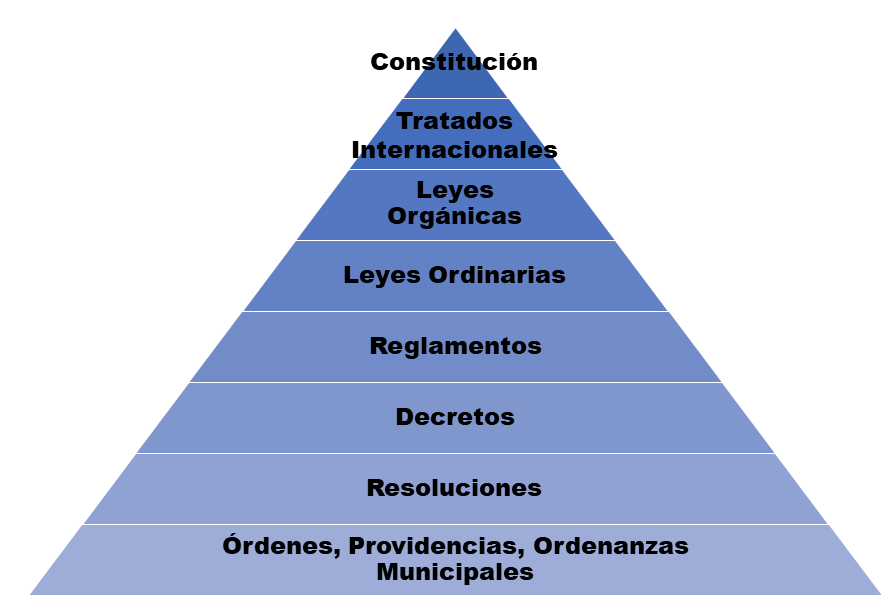 Constitución
Tratados
Internacionales
Leyes
Orgánicas
Leyes Ordinarias
Reglamentos
Decretos
Resoluciones
Órdenes, Providencias, Ordenanzas
Municipales